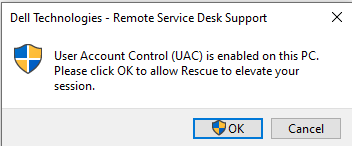 Dell Technologies - Remote Service Desk Support
User Account Control (UAC) is enabled on this PC.
Please click OK to allow Rescue to elevate your
session.
OK
Cancel